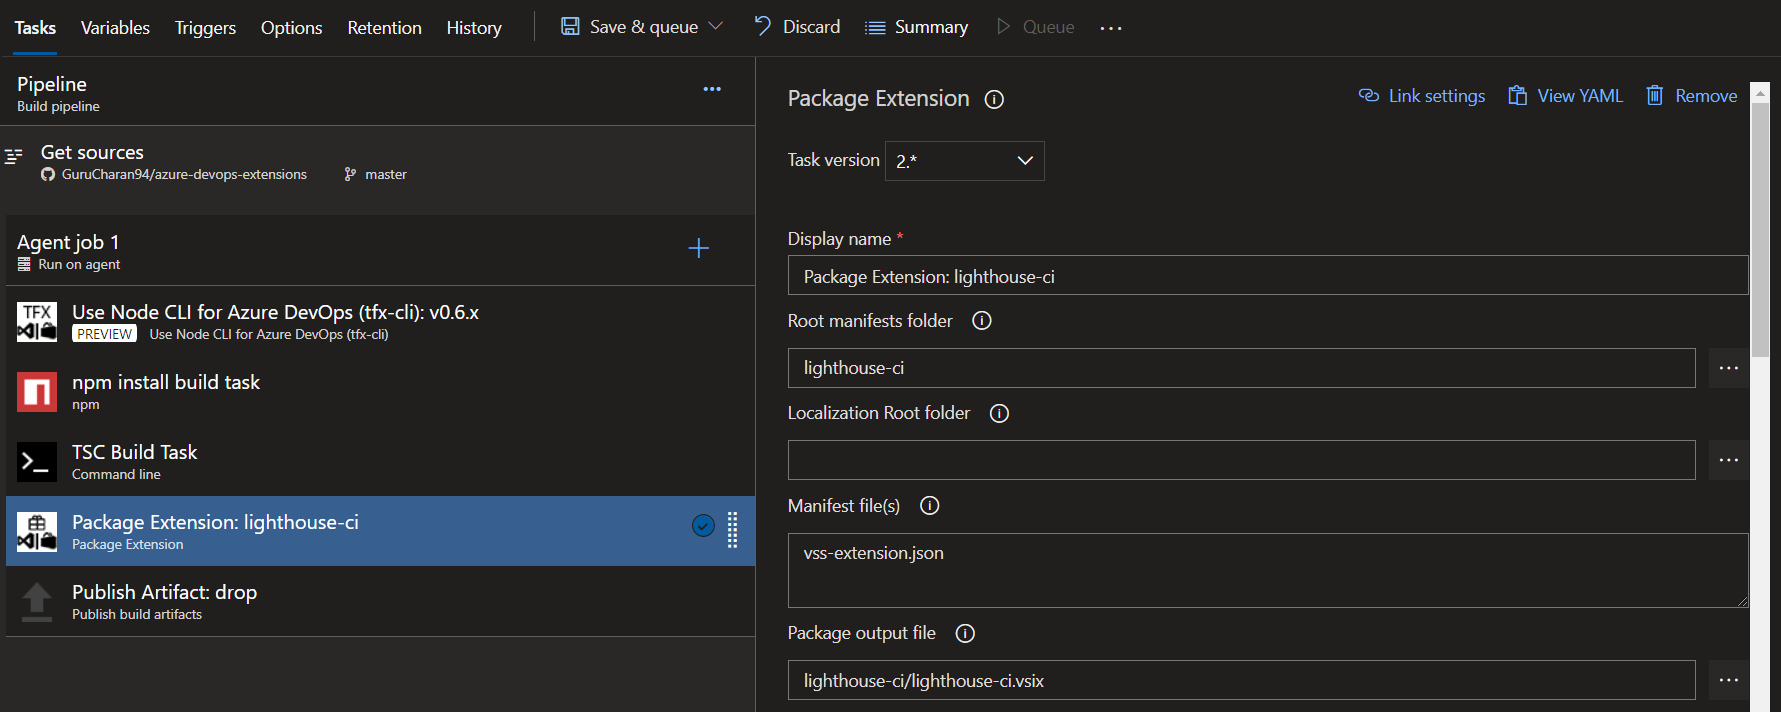 Tasks Variables Triggers Options Retention History Save & queue Discard Summary Queue ...
Pipeline
Build pipeline
Get sources
GuruCharan94/azure-devops-extensions master
Agent job 1
Run on agent
TFX
Use Node CLI for Azure DevOps (tfx-cli): v0.6.x
PREVIEW Use Node CLI for Azure DevOps (tfx-cli)
npm install build task
npm
TSC Build Task
Command line
Package Extension: lighthouse-ci
Package Extension
Publish Artifact: drop
Publish build artifacts
Package Extension
Link settings View YAML Remove
Task version 2.*
Display name *
Package Extension: lighthouse-ci
Root manifests folder
lighthouse-ci
Localization Root folder
Manifest file(s)
vss-extension.json
Package output file
lighthouse-ci/lighthouse-ci.vsix